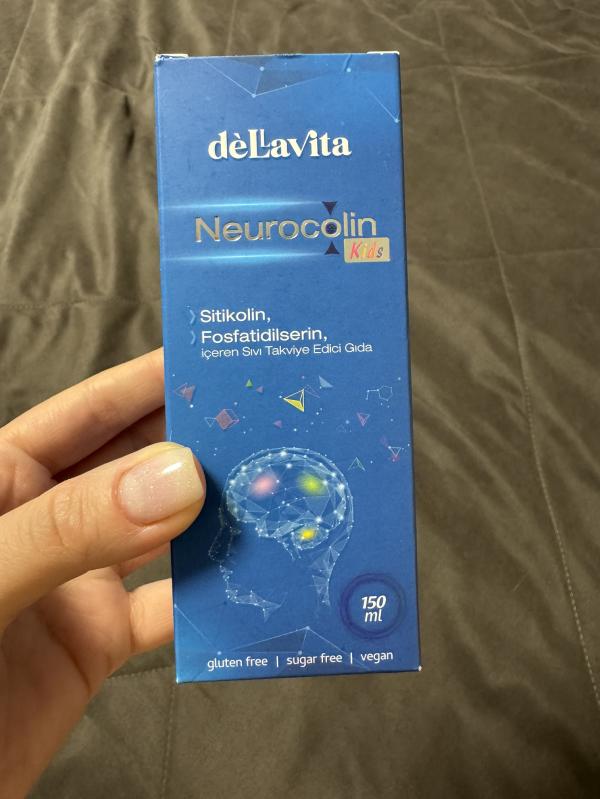 dèLLavita
Neurocolin
Kids
Sitikolin,
Fosfatidilserin,
içeren Sıvı Takviye Edici Gıda
150
ml
gluten free | sugar free | vegan